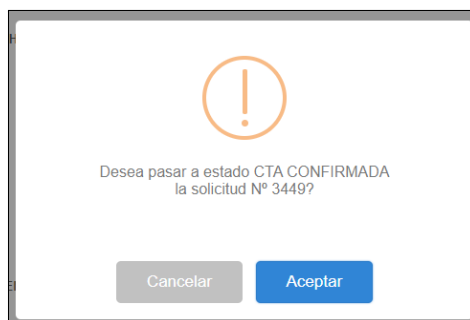 Desea pasar a estado CTA CONFIRMADA
la solicitud Nº 3449?
Cancelar
Aceptar